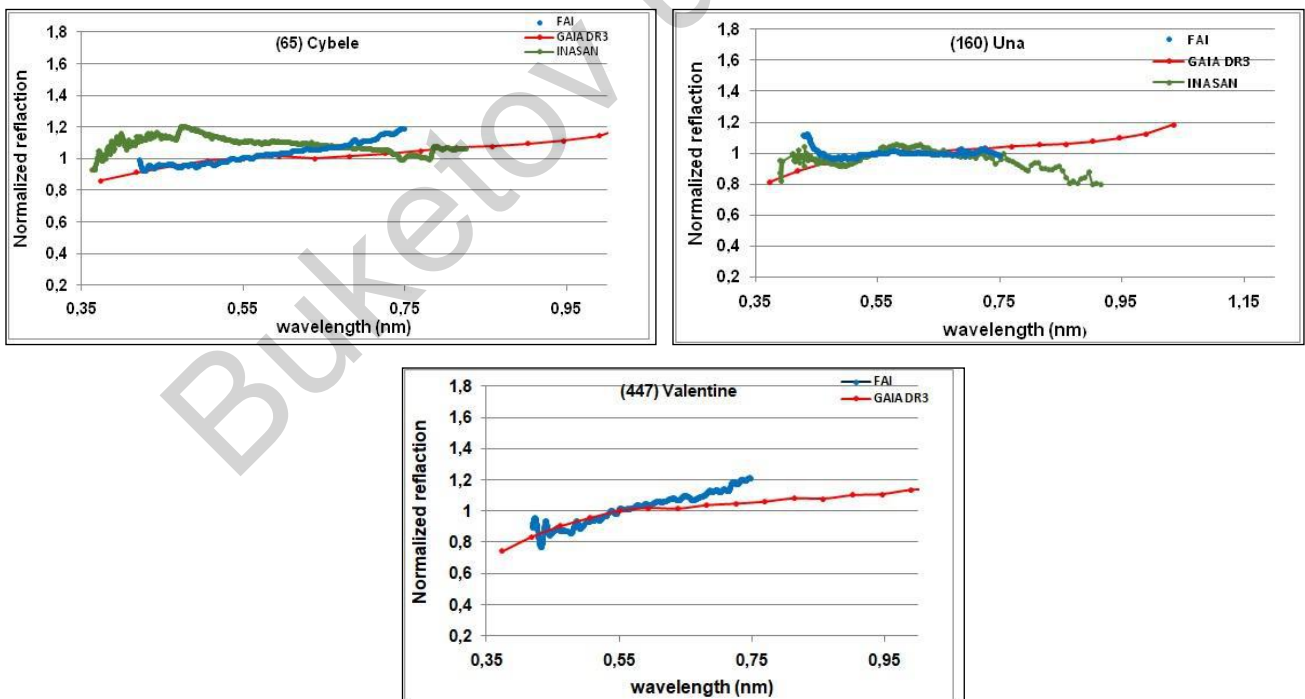 (65) Cybele
FAI
GAIA DR3
INASAN
Normalized reflaction
1,8
1,6
1,4
1,2
1
0,8
0,6
0,4
0,2
0,35 0,55 0,75 0,95
wavelength (nm)
(160) Una
FAI
GAIA DR3
INASAN
Normalized reflaction
1,8
1,6
1,4
1,2
1
0,8
0,6
0,4
0,2
0,35 0,55 0,75 0,95 1,15
wavelength (nm)
(447) Valentine
FAI
GAIA DR3
Normalized reflaction
1,8
1,6
1,4
1,2
1
0,8
0,6
0,4
0,2
0,35 0,55 0,75 0,95
wavelength (nm)
Buketov